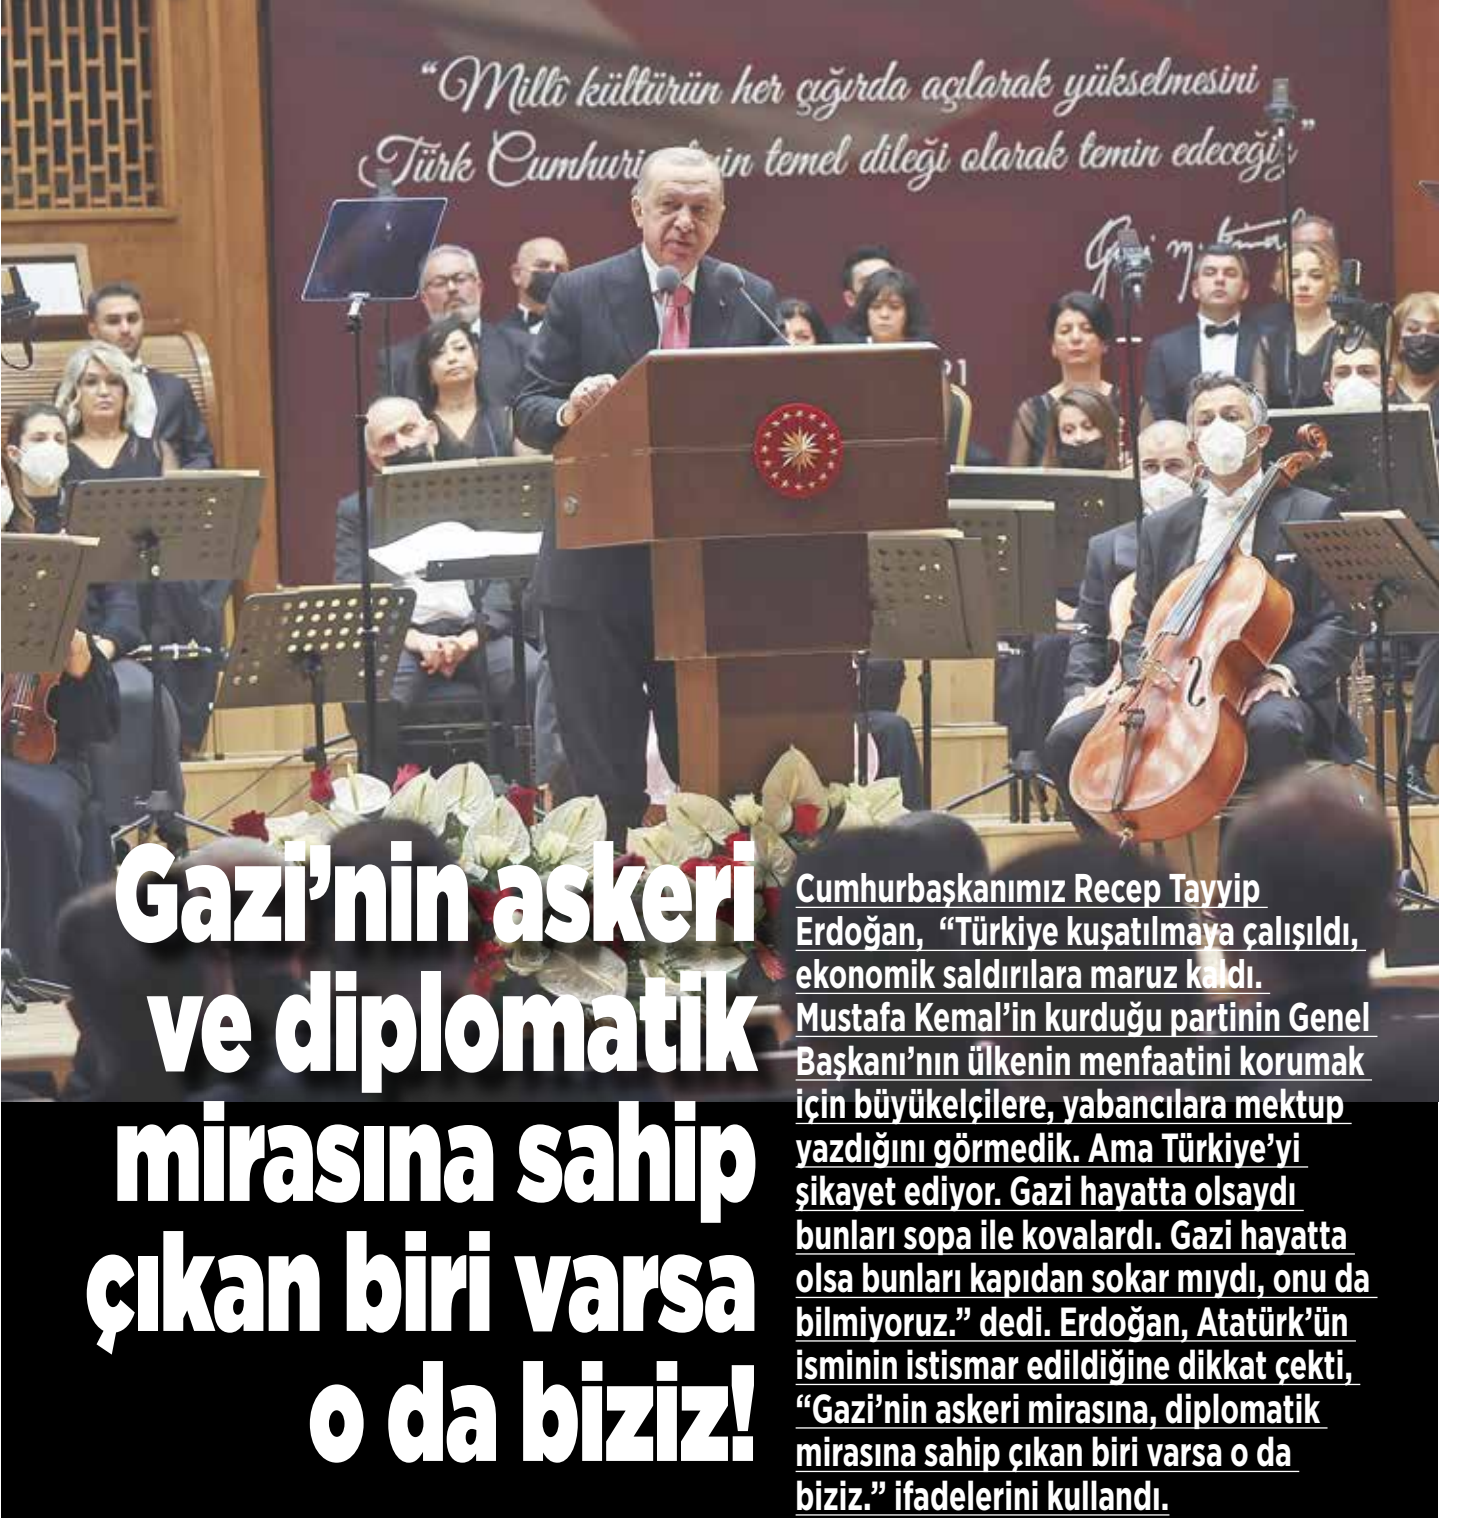 “Millî kültürün her çığırda açılarak yükselmesini
Türk temel dileği olarak temin edeceğiz”
Gazi'nin askeri
ve diplomatik
mirasına sahip
çıkan biri varsa
o da biziz!
Cumhurbaşkanımız Recep Tayyip
Erdoğan, “Türkiye kuşatılmaya çalışıldı,
ekonomik saldırılara maruz kaldı.
Mustafa Kemal’in kurduğu partinin Genel
Başkanı’nın ülkenin menfaatini korumak
için büyükelçilere, yabancılara mektup
yazdığını görmedik. Ama Türkiye’yi
şikayet ediyor. Gazi hayatta olsaydı
bunları sopa ile kovalardı. Gazi hayatta
olsa bunları kapıdan sokar mıydı, onu da
bilmiyoruz.” dedi. Erdoğan, Atatürk’ün
isminin istismar edildiğine dikkat çekti,
“Gazi’nin askeri mirasına, diplomatik
mirasına sahip çıkan biri varsa o da
biziz.” ifadelerini kullandı.